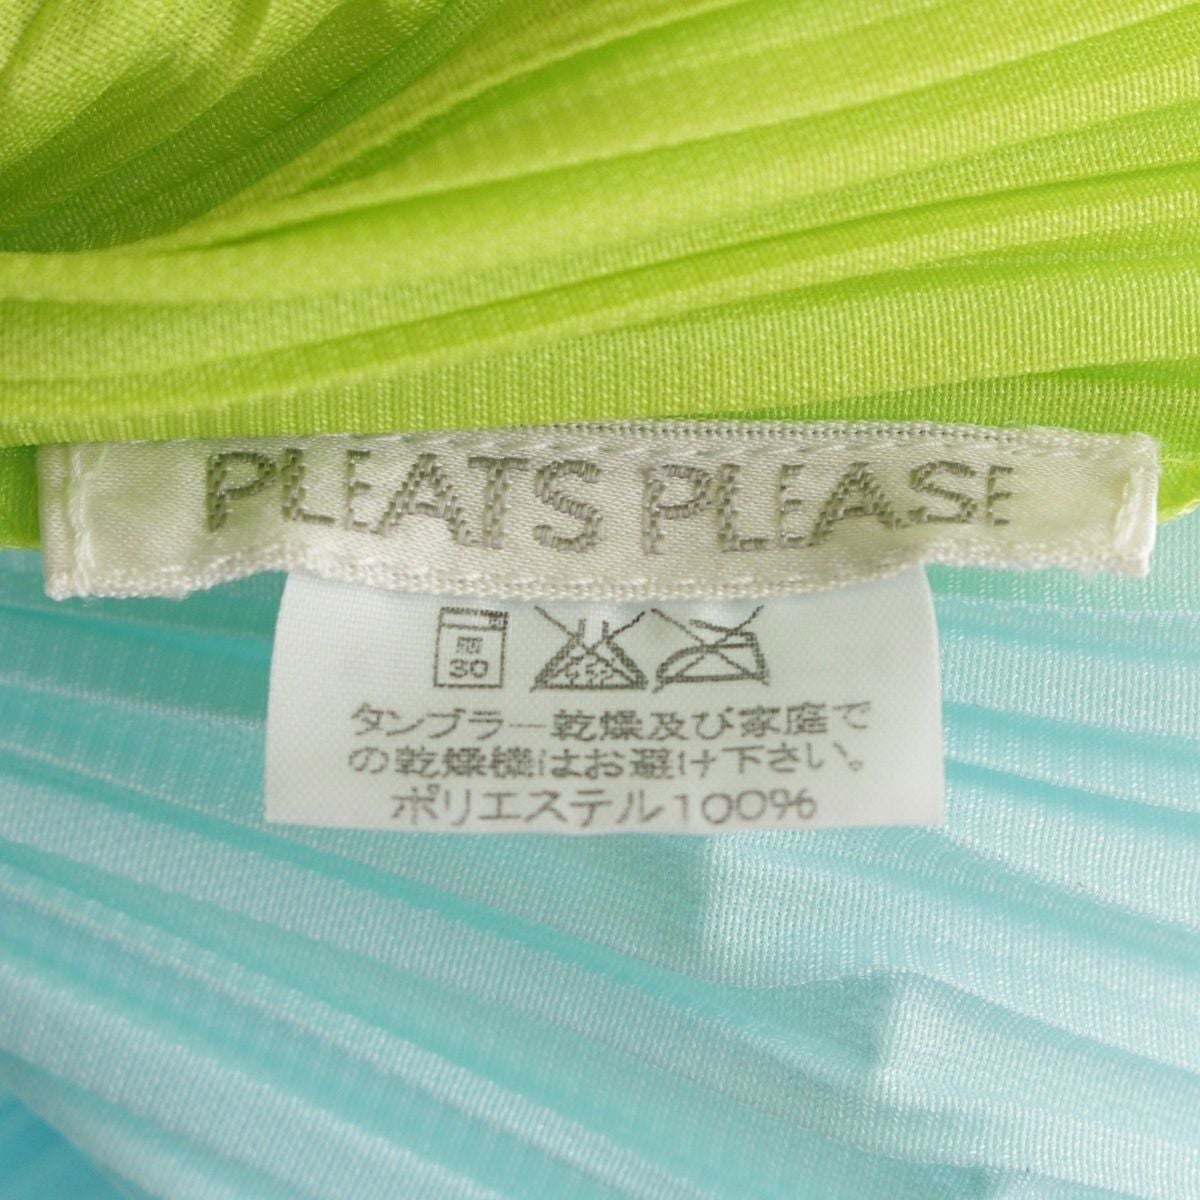 PLEATS PLEASE
30
タンブラー乾燥及び家庭で
の乾燥機はお避け下さい。
ポリエステル100%